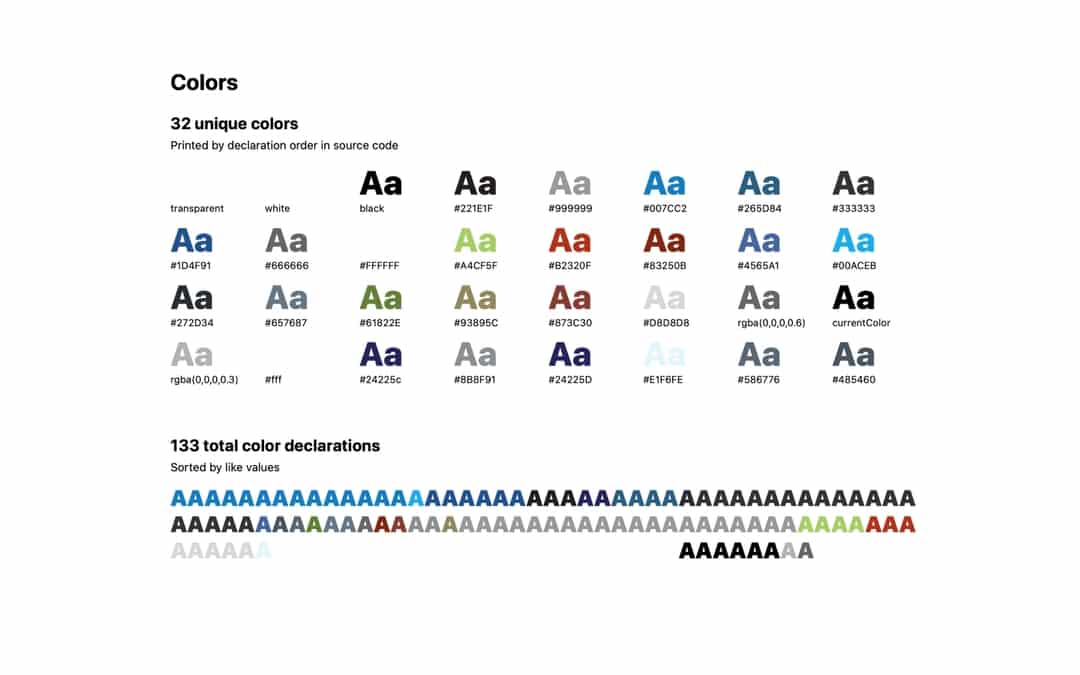 Colors
32 unique colors
Printed by declaration order in source code
Aa Aa Aa Aa Aa Aa
transparent white black #221E1F #999999 #007CC2 #265D84 #333333
Aa Aa Aa Aa Aa Aa Aa
#1D4F91 #666666 #FFFFFF #A4CF5F #B2320F #83250B #4565A1 #00ACEB
Aa Aa Aa Aa Aa Aa Aa Aa
#272D34 #657687 #61822E #93895C #873C30 #D8D8D8 rgba(0,0,0,0.6) currentColor
Aa Aa Aa Aa Aa Aa Aa
rgba(0,0,0,0.3) #fff #24225c #8B8F91 #24225D #E1F6FE #586776 #485460
133 total color declarations
Sorted by like values
AAAAAAAAAAAAAAAAAAAAAAAAAAAAAAAAAAAAAAAAAAAA
AAAAAAAAAAAAAAAAAAAAAAAAAAAAAAAAAAAAAAAAAAAA
AAAAAA AAAAAAAA